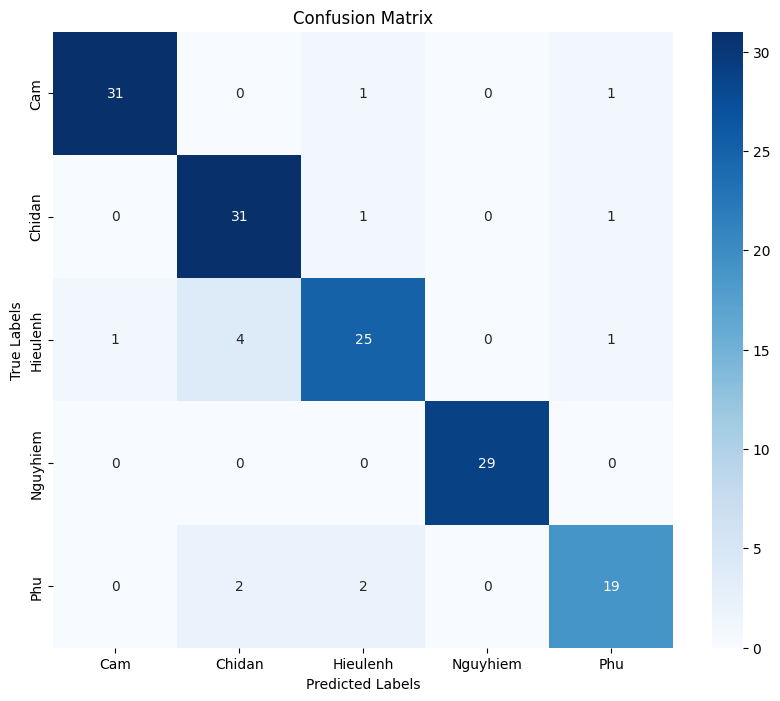 Confusion Matrix
True Labels
Cam 31 0 1 0 1
Chidan 0 31 1 0 1
Hieulenh 1 4 25 0 1
Nguyhiem 0 0 0 29 0
Phu 0 2 2 0 19
Cam Chidan Hieulenh Nguyhiem Phu
Predicted Labels
30
25
20
15
10
5
0